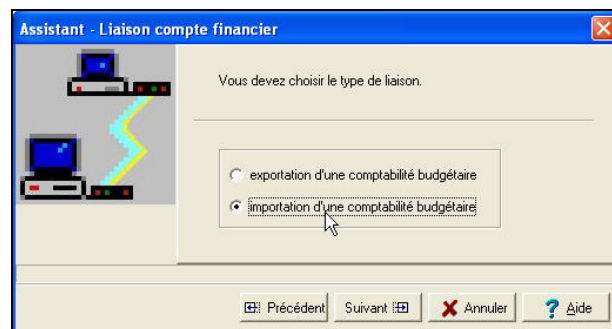 Assistant - Liaison compte financier
Vous devez choisir le type de liaison.
exportation d'une comptabilité budgétaire
importation d'une comptabilité budgétaire
Précédent Suivant Annuler Aide